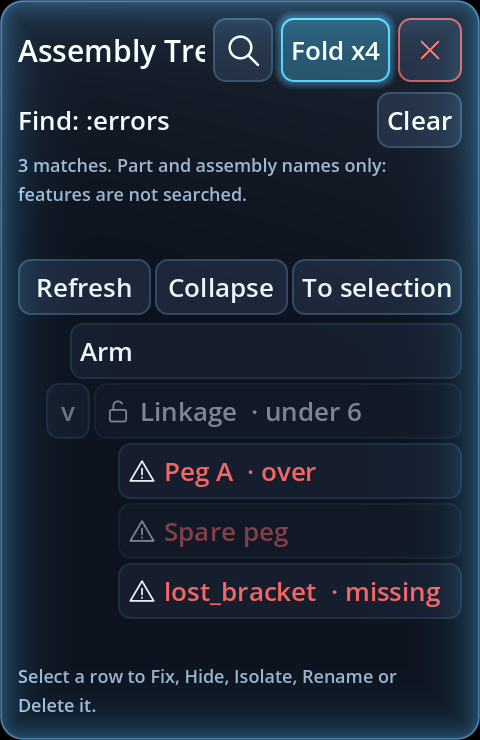 Assembly Tre
Fold x4
Find: :errors
Clear
3 matches. Part and assembly names only:
features are not searched.
Refresh
Collapse
To selection
Arm
v
Linkage · under 6
Peg A · over
Spare peg
lost_bracket · missing
Select a row to Fix, Hide, Isolate, Rename or
Delete it.